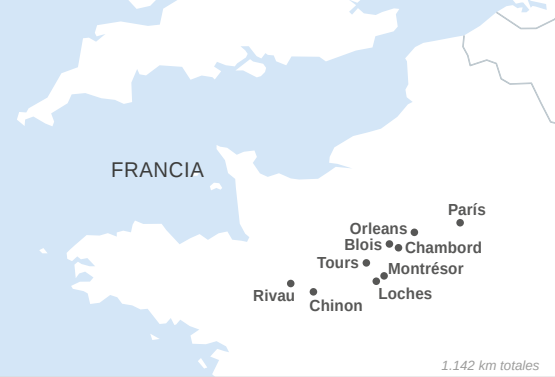 FRANCIA
París
Orleans
Blois
Chambord
Tours
Montrésor
Rivau
Loches
Chinon
1.142 km totales